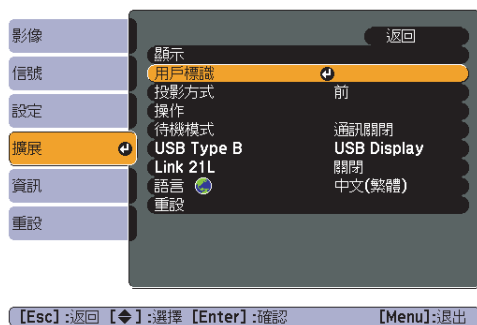 影像
信號
設定
擴展
資訊
重設
返回
顯示
用戶標識
投影方式 前
操作
待機模式 通訊關閉
USB Type B USB Display
Link 21L 關閉
語言 中文(繁體)
重設
[Esc] :返回 [◆] :選擇 [Enter] :確認 [Menu]:退出